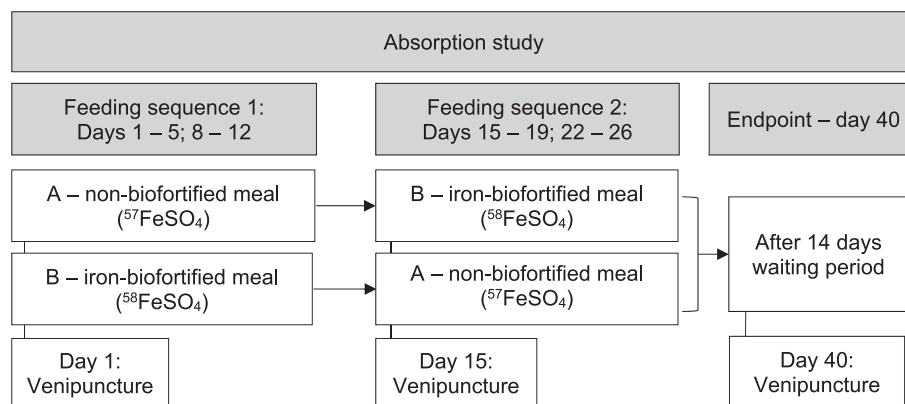 Absorption study
Feeding sequence 1:
Days 1 – 5; 8 – 12
Feeding sequence 2:
Days 15 – 19; 22 – 26
Endpoint – day 40
A – non-biofortified meal
(⁵⁷FeSO₄)
B – iron-biofortified meal
(⁵⁸FeSO₄)
B – iron-biofortified meal
(⁵⁸FeSO₄)
A – non-biofortified meal
(⁵⁷FeSO₄)
After 14 days
waiting period
Day 1:
Venipuncture
Day 15:
Venipuncture
Day 40:
Venipuncture